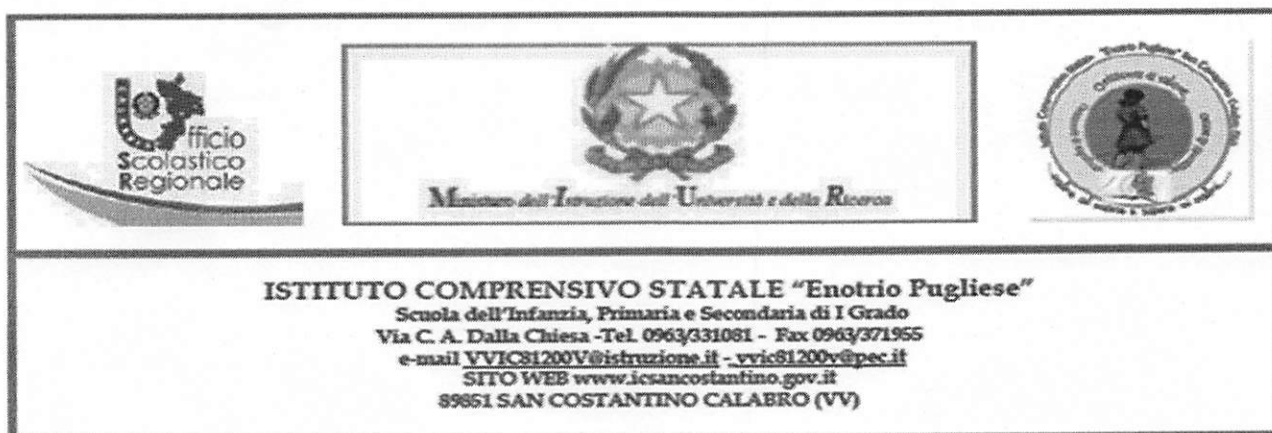 Ufficio
Scolastico
Regionale
Ministero dell'Istruzione dell'Università e della Ricerca
ISTITUTO COMPRENSIVO STATALE “Enotrio Pugliese”
Scuola dell'Infanzia, Primaria e Secondaria di I Grado
Via C. A. Dalla Chiesa -Tel. 0963/331081 - Fax 0963/371955
e-mail VVIC81200V@istruzione.it - vvic81200v@pec.it
SITO WEB www.icsancostantino.gov.it
89851 SAN COSTANTINO CALABRO (VV)